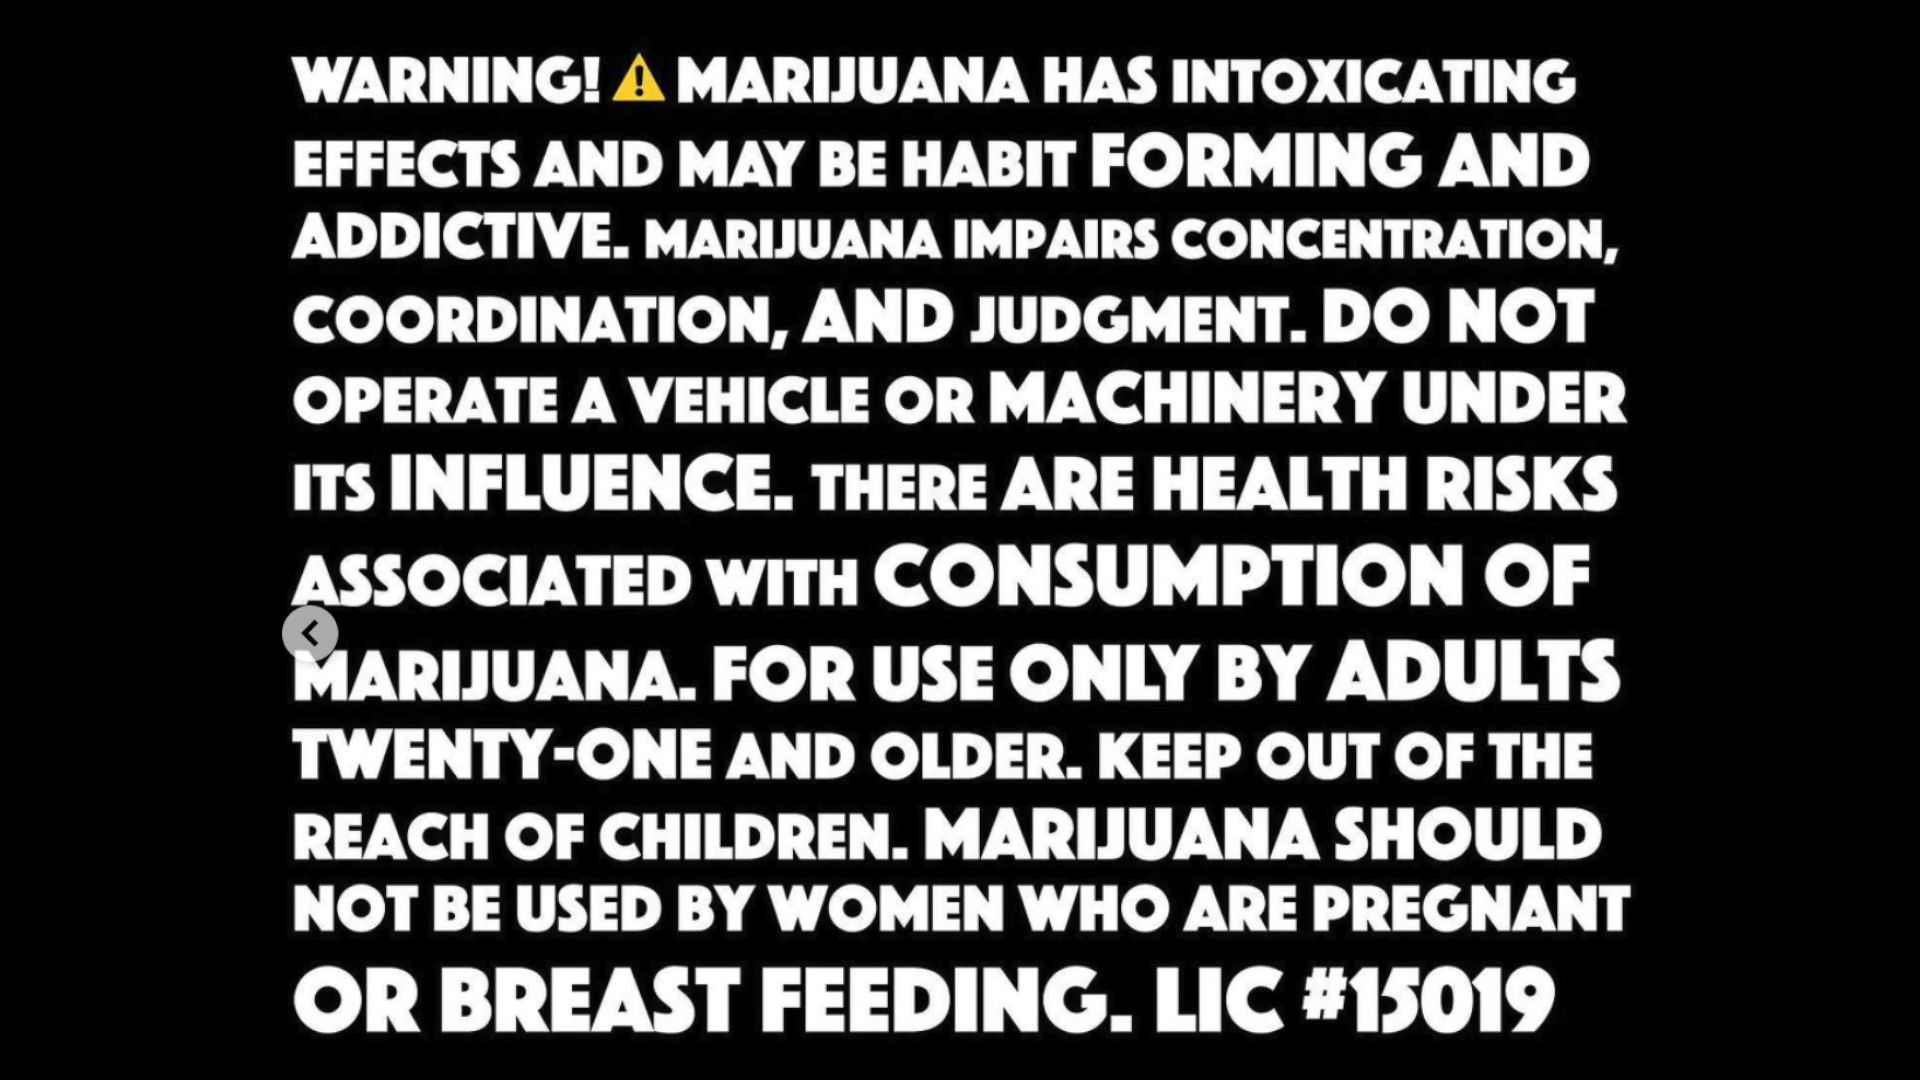 WARNING! ⚠️ MARIJUANA HAS INTOXICATING
EFFECTS AND MAY BE HABIT FORMING AND
ADDICTIVE. MARIJUANA IMPAIRS CONCENTRATION,
COORDINATION, AND JUDGMENT. DO NOT
OPERATE A VEHICLE OR MACHINERY UNDER
ITS INFLUENCE. THERE ARE HEALTH RISKS
ASSOCIATED WITH CONSUMPTION OF
MARIJUANA. FOR USE ONLY BY ADULTS
TWENTY-ONE AND OLDER. KEEP OUT OF THE
REACH OF CHILDREN. MARIJUANA SHOULD
NOT BE USED BY WOMEN WHO ARE PREGNANT
OR BREAST FEEDING. LIC #15019